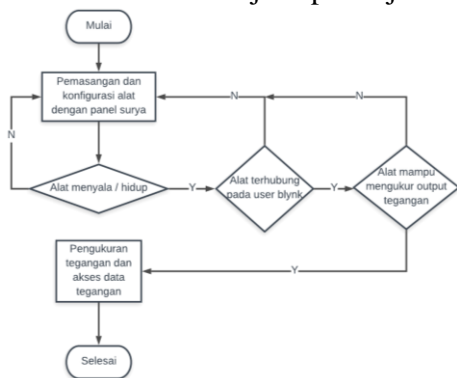 Mulai
Pemasangan dan
konfigurasi alat
dengan panel surya
N
N
N
Alat menyala / hidup
Y
Alat terhubung
pada user blynk
Y
Alat mampu
mengukur output
tegangan
Y
Pengukuran
tegangan dan
akses data
tegangan
Selesai